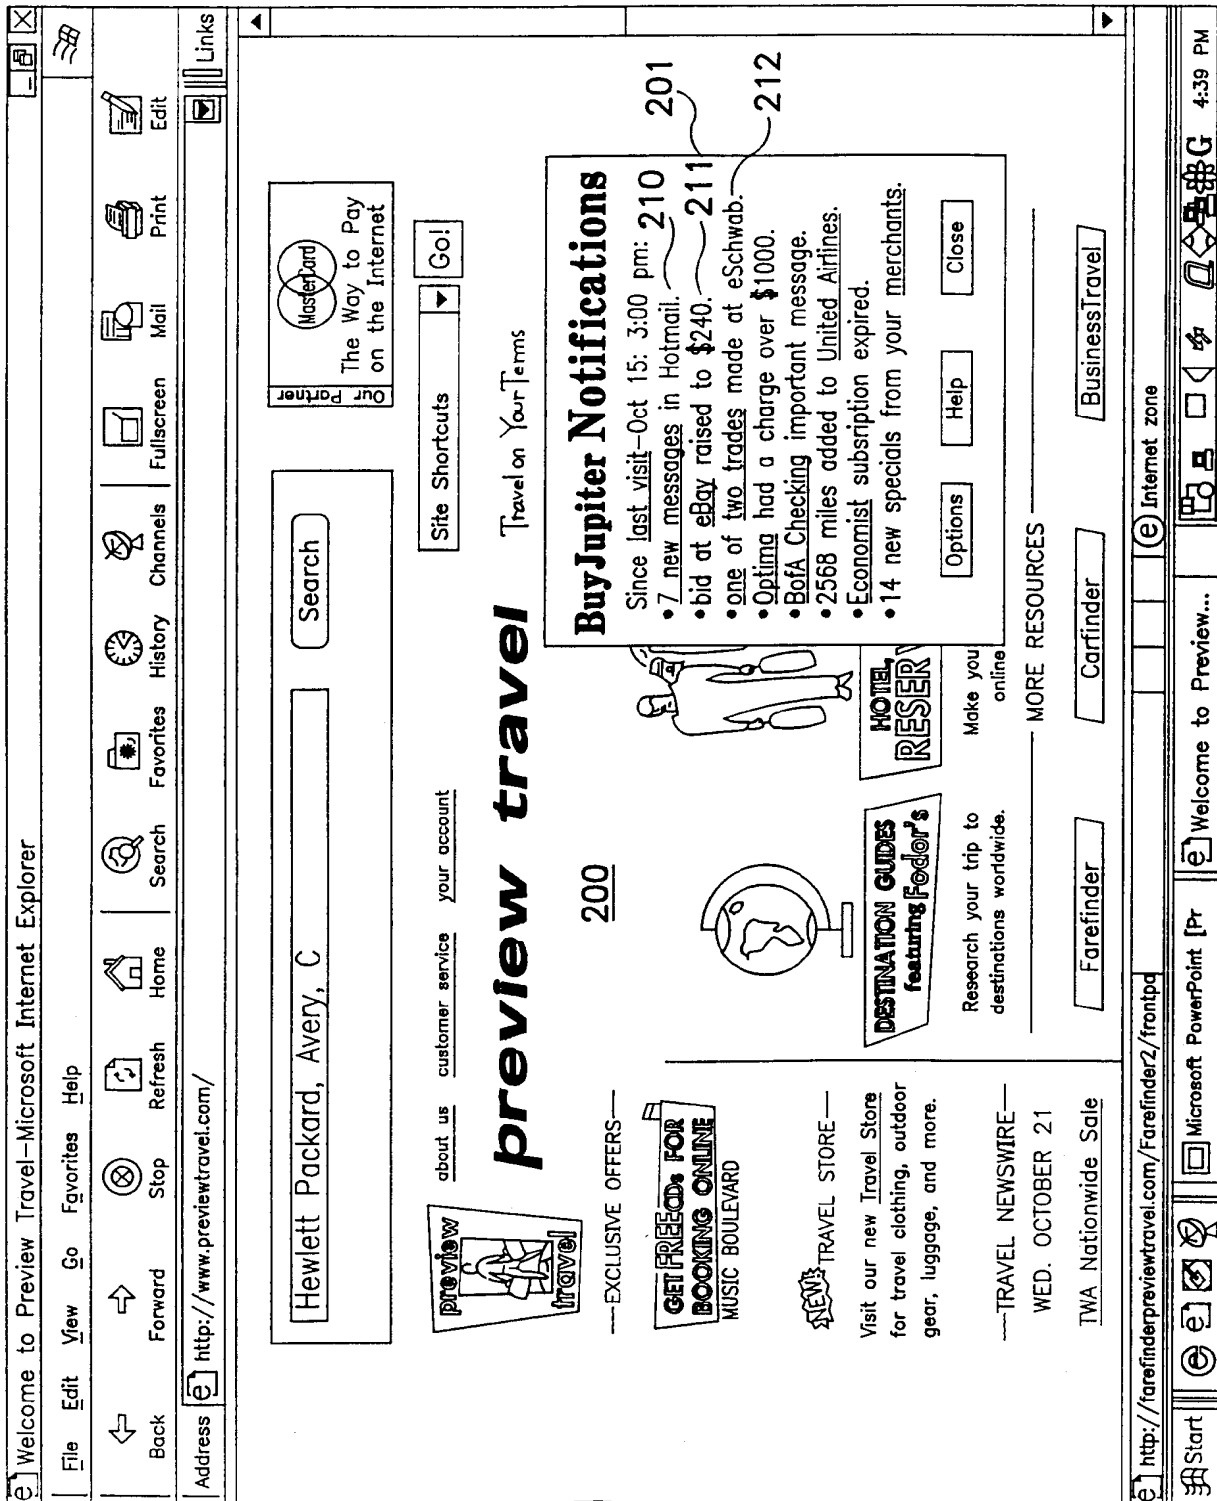 Welcome to Preview Travel–Microsoft Internet Explorer
File Edit View Go Favorites Help
Back Forward Stop Refresh Home Search Favorites History Channels Fullscreen Mail Print Edit
Address http://www.previewtravel.com/ Links
Hewlett Packard, Avery, C Search
Our Partner
MasterCard
The Way to Pay
on the Internet
Site Shortcuts Go!
about us customer service your account
preview
travel
preview travel
Travel on Your Terms
200
EXCLUSIVE OFFERS
GET FREE CDs FOR
BOOKING ONLINE
MUSIC BOULEVARD
NEW! TRAVEL STORE
Visit our new Travel Store
for travel clothing, outdoor
gear, luggage, and more.
TRAVEL NEWSWIRE
WED. OCTOBER 21
TWA Nationwide Sale
DESTINATION GUIDES
featuring Fodor's
Research your trip to
destinations worldwide.
HOTEL,
RESERV
Make you
online
BuyJupiter Notifications
Since last visit–Oct 15: 3:00 pm:
•7 new messages in Hotmail.
•bid at eBay raised to $240.
•one of two trades made at eSchwab.
•Optima had a charge over $1000.
•BofA Checking important message.
•2568 miles added to United Airlines.
•Economist subsription expired.
•14 new specials from your merchants.
Options Help Close
201
210
211
212
MORE RESOURCES
Farefinder Carfinder BusinessTravel
http://farefinderpreviewtravel.com/Farefinder2/frontpa Internet zone
Start Microsoft PowerPoint [Pr Welcome to Preview... 4:39 PM